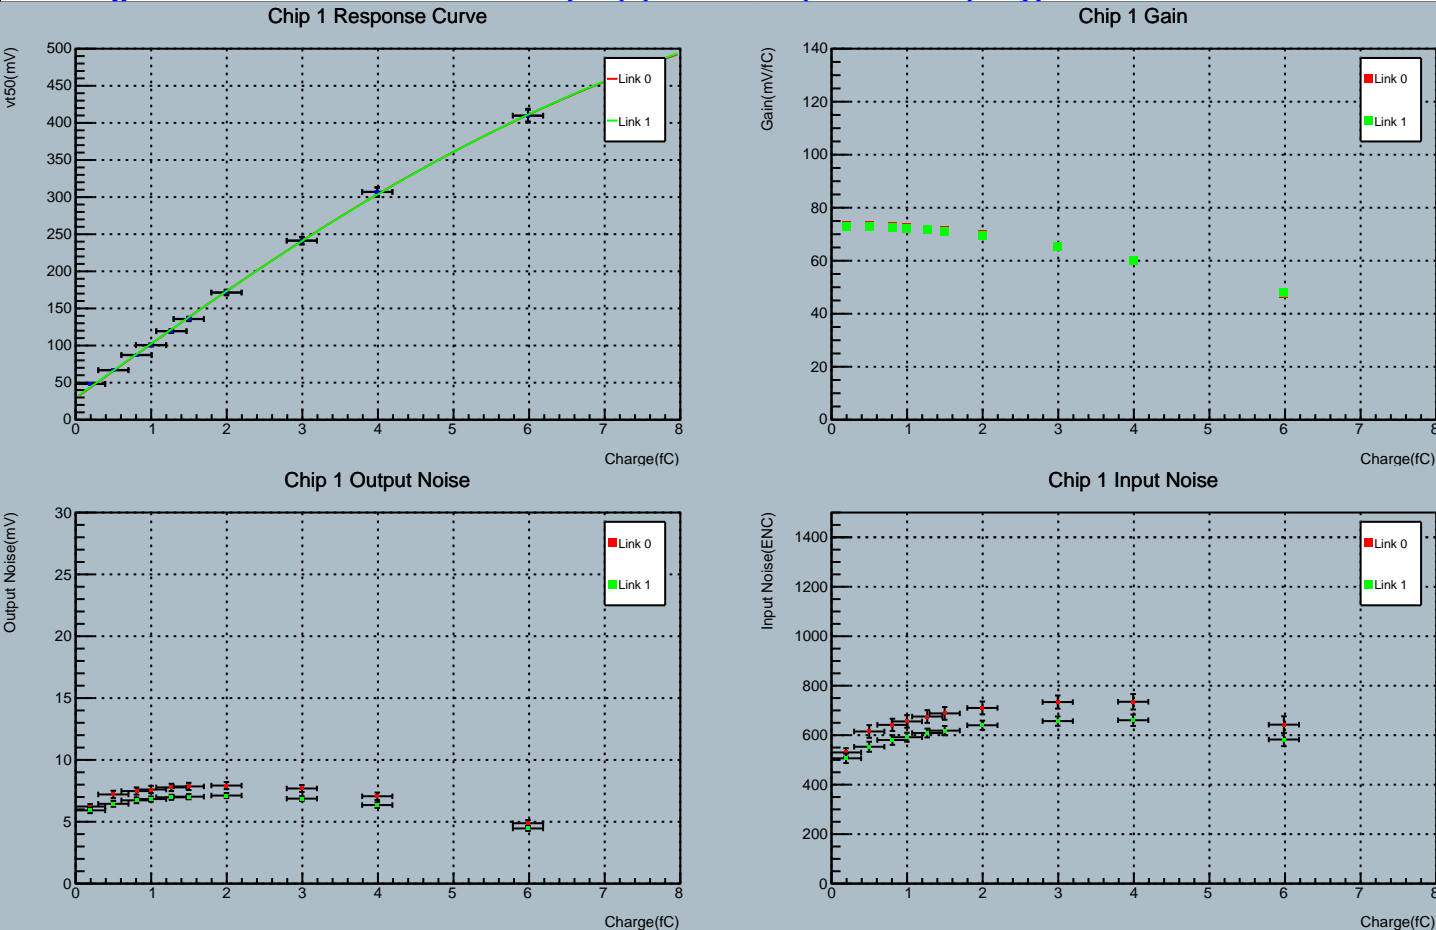 Chip 1 Response Curve
vt50(mV)
500
450
400
350
300
250
200
150
100
50
0
0 1 2 3 4 5 6 7 8
Charge(fC)
Link 0
Link 1
Chip 1 Gain
Gain(mV/fC)
140
120
100
80
60
40
20
0
0 1 2 3 4 5 6 7 8
Charge(fC)
Link 0
Link 1
Chip 1 Output Noise
Output Noise(mV)
30
25
20
15
10
5
0
0 1 2 3 4 5 6 7 8
Charge(fC)
Link 0
Link 1
Chip 1 Input Noise
Input Noise(ENC)
1400
1200
1000
800
600
400
200
0
0 1 2 3 4 5 6 7 8
Charge(fC)
Link 0
Link 1